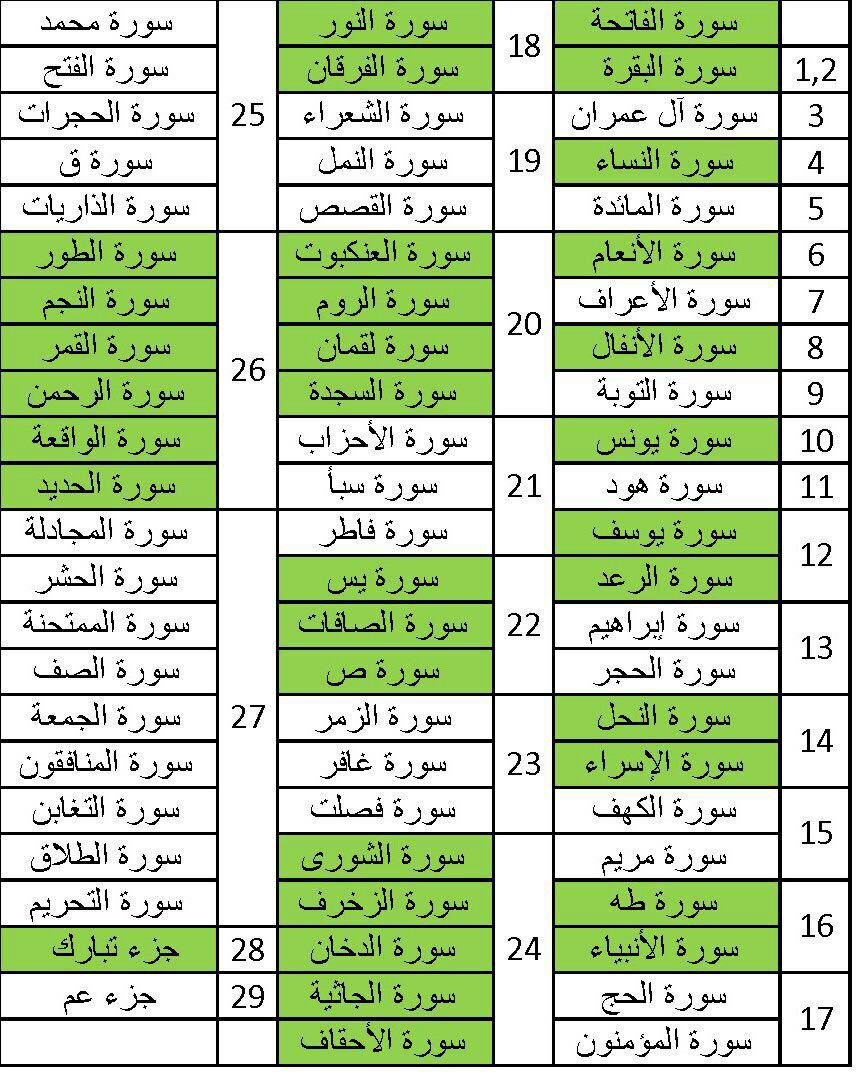 سورة الفاتحة
1,2 سورة البقرة
3 سورة آل عمران
4 سورة النساء
5 سورة المائدة
6 سورة الأنعام
7 سورة الأعراف
8 سورة الأنفال
9 سورة التوبة
10 سورة يونس
11 سورة هود
12 سورة يوسف
سورة الرعد
13 سورة إبراهيم
سورة الحجر
14 سورة النحل
سورة الإسراء
15 سورة الكهف
سورة مريم
16 سورة طه
سورة الأنبياء
17 سورة الحج
سورة المؤمنون
18 سورة النور
سورة الفرقان
19 سورة الشعراء
سورة النمل
سورة القصص
20 سورة العنكبوت
سورة الروم
سورة لقمان
سورة السجدة
21 سورة الأحزاب
سورة سبأ
سورة فاطر
22 سورة يس
سورة الصافات
سورة ص
23 سورة الزمر
سورة غافر
سورة فصلت
24 سورة الشورى
سورة الزخرف
سورة الدخان
سورة الجاثية
سورة الأحقاف
25 سورة محمد
سورة الفتح
سورة الحجرات
سورة ق
سورة الذاريات
26 سورة الطور
سورة النجم
سورة القمر
سورة الرحمن
سورة الواقعة
سورة الحديد
27 سورة المجادلة
سورة الحشر
سورة الممتحنة
سورة الصف
سورة الجمعة
سورة المنافقون
سورة التغابن
سورة الطلاق
سورة التحريم
28 جزء تبارك
29 جزء عم